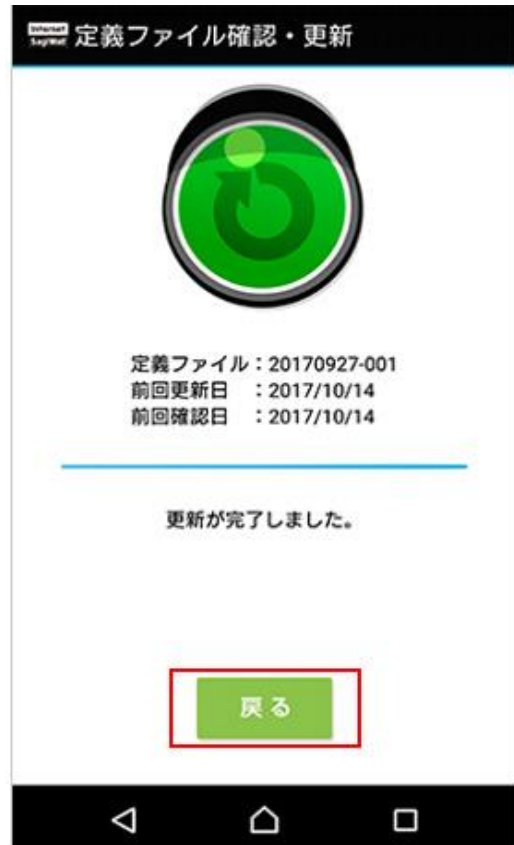 Internet
SagiWall
定義ファイル確認・更新
定義ファイル：20170927-001
前回更新日　：2017/10/14
前回確認日　：2017/10/14
更新が完了しました。
戻る